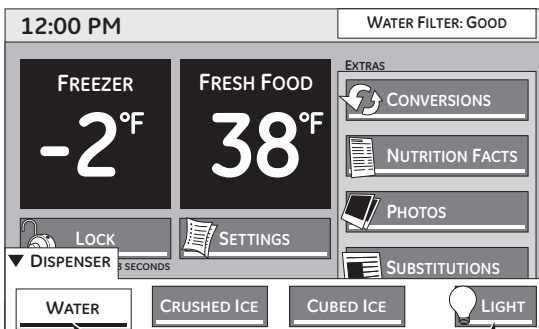 12:00 PM
WATER FILTER: GOOD
EXTRAS
FREEZER
-2°F
FRESH FOOD
38°F
CONVERSIONS
NUTRITION FACTS
PHOTOS
SUBSTITUTIONS
LOCK
SECONDS
SETTINGS
▼ DISPENSER
WATER
CRUSHED ICE
CUBED ICE
LIGHT